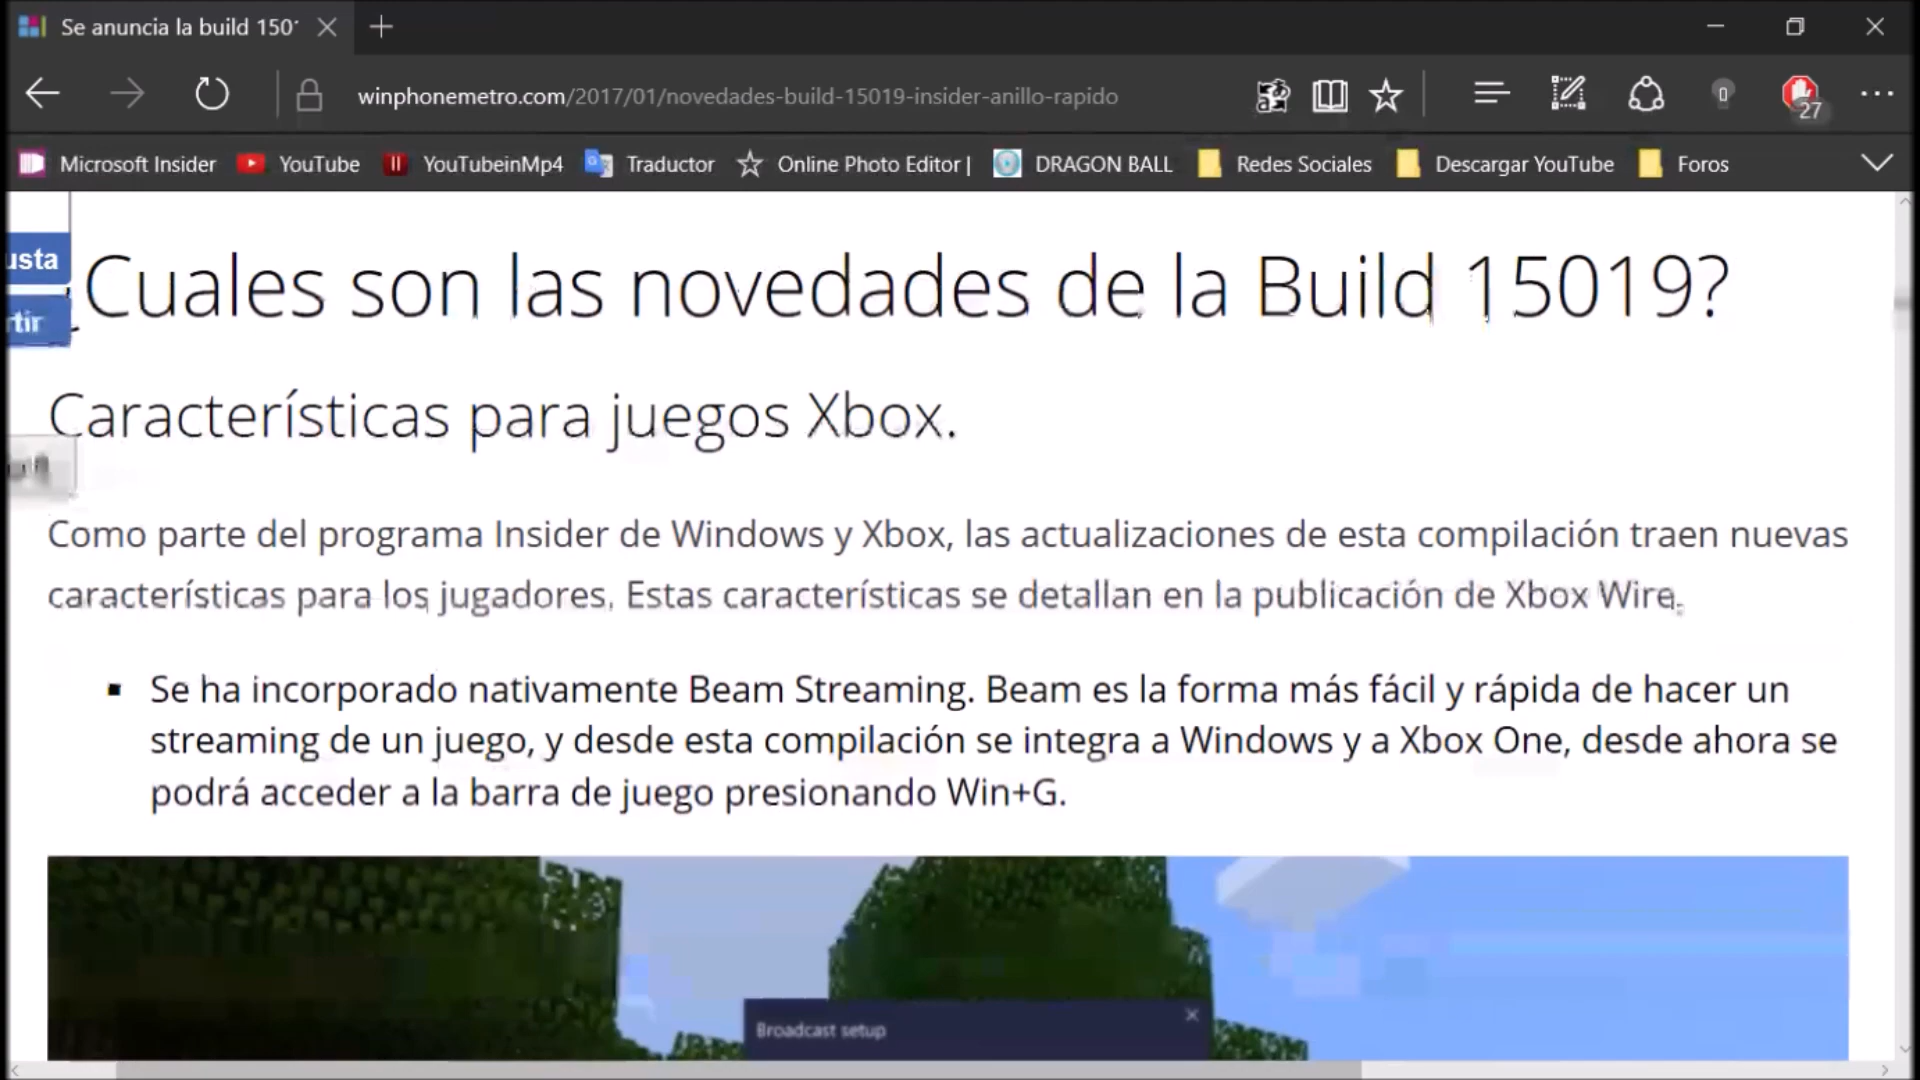 Se anuncia la build 150
winphonemetro.com/2017/01/novedades-build-15019-insider-anillo-rapido
0
27
Microsoft Insider YouTube YouTubeinMp4 Traductor Online Photo Editor | DRAGON BALL Redes Sociales Descargar YouTube Foros
usta
rtir
¿Cuales son las novedades de la Build 15019?
Características para juegos Xbox.
Como parte del programa Insider de Windows y Xbox, las actualizaciones de esta compilación traen nuevas
características para los jugadores. Estas características se detallan en la publicación de Xbox Wire.
▪ Se ha incorporado nativamente Beam Streaming. Beam es la forma más fácil y rápida de hacer un
streaming de un juego, y desde esta compilación se integra a Windows y a Xbox One, desde ahora se
podrá acceder a la barra de juego presionando Win+G.
Broadcast setup